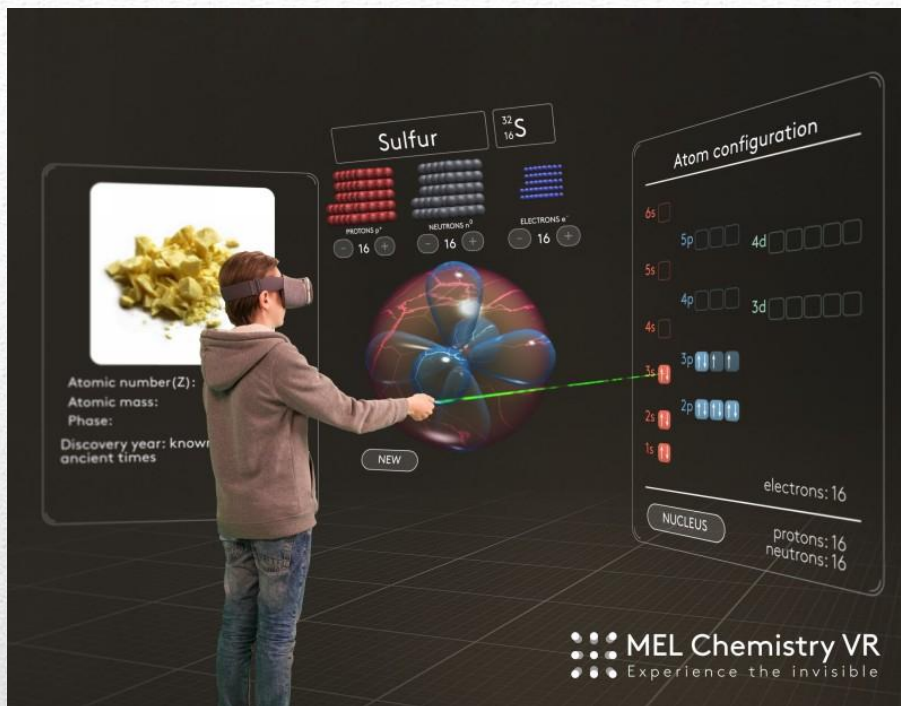 Sulfur
32
16 S
PROTONS p⁺
NEUTRONS n⁰
ELECTRONS e⁻
− 16 +
− 16 +
− 16 +
Atomic number(Z):
Atomic mass:
Phase:
Discovery year: known
ancient times
NEW
Atom configuration
6s
5p
4d
5s
4p
3d
4s
3p
3s
2p
2s
1s
electrons: 16
NUCLEUS
protons: 16
neutrons: 16
MEL Chemistry VR
Experience the invisible